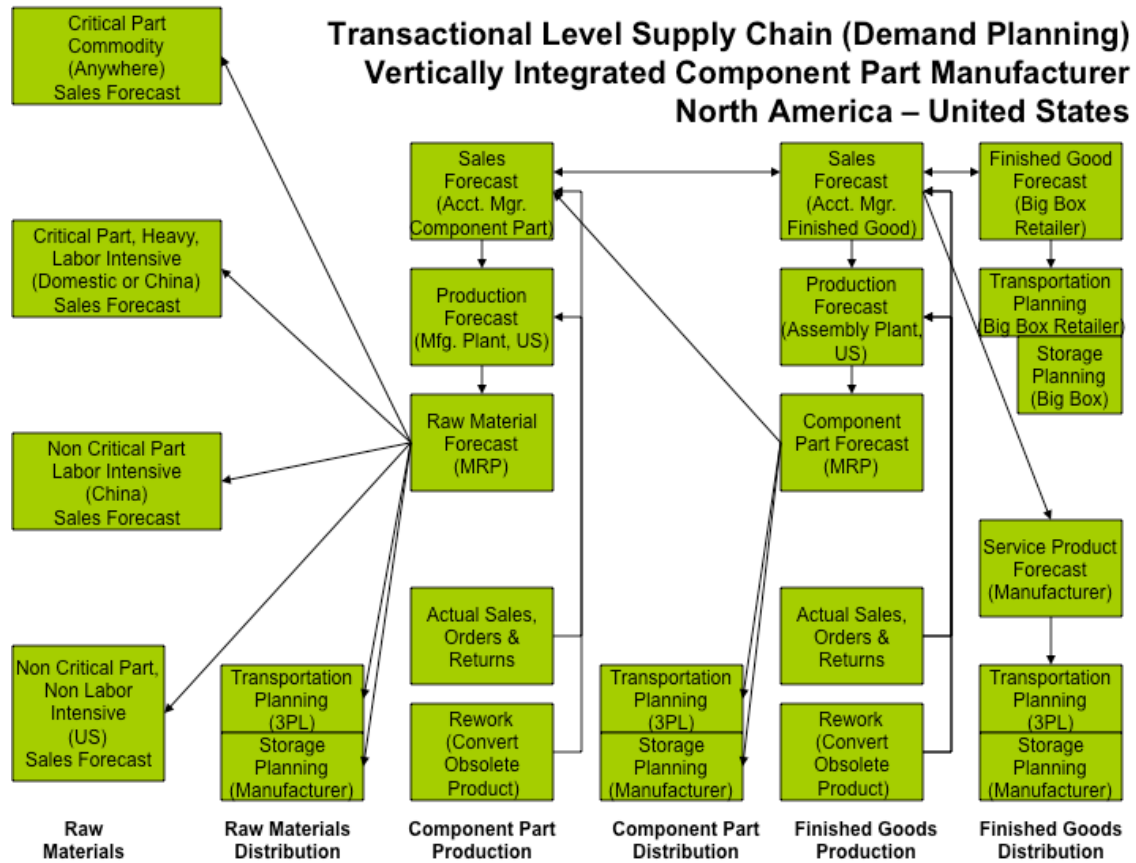 Transactional Level Supply Chain (Demand Planning)
Vertically Integrated Component Part Manufacturer
North America – United States
Critical Part
Commodity
(Anywhere)
Sales Forecast
Critical Part, Heavy,
Labor Intensive
(Domestic or China)
Sales Forecast
Non Critical Part
Labor Intensive
(China)
Sales Forecast
Non Critical Part,
Non Labor
Intensive
(US)
Sales Forecast
Transportation
Planning
(3PL)
Storage
Planning
(Manufacturer)
Sales
Forecast
(Acct. Mgr.
Component Part)
Production
Forecast
(Mfg. Plant, US)
Raw Material
Forecast
(MRP)
Actual Sales,
Orders &
Returns
Rework
(Convert
Obsolete
Product)
Transportation
Planning
(3PL)
Storage
Planning
(Manufacturer)
Sales
Forecast
(Acct. Mgr.
Finished Good)
Production
Forecast
(Assembly Plant,
US)
Component
Part Forecast
(MRP)
Actual Sales,
Orders &
Returns
Rework
(Convert
Obsolete
Product)
Finished Good
Forecast
(Big Box
Retailer)
Transportation
Planning
(Big Box Retailer)
Storage
Planning
(Big Box)
Service Product
Forecast
(Manufacturer)
Transportation
Planning
(3PL)
Storage
Planning
(Manufacturer)
Raw
Materials
Raw Materials
Distribution
Component Part
Production
Component Part
Distribution
Finished Goods
Production
Finished Goods
Distribution